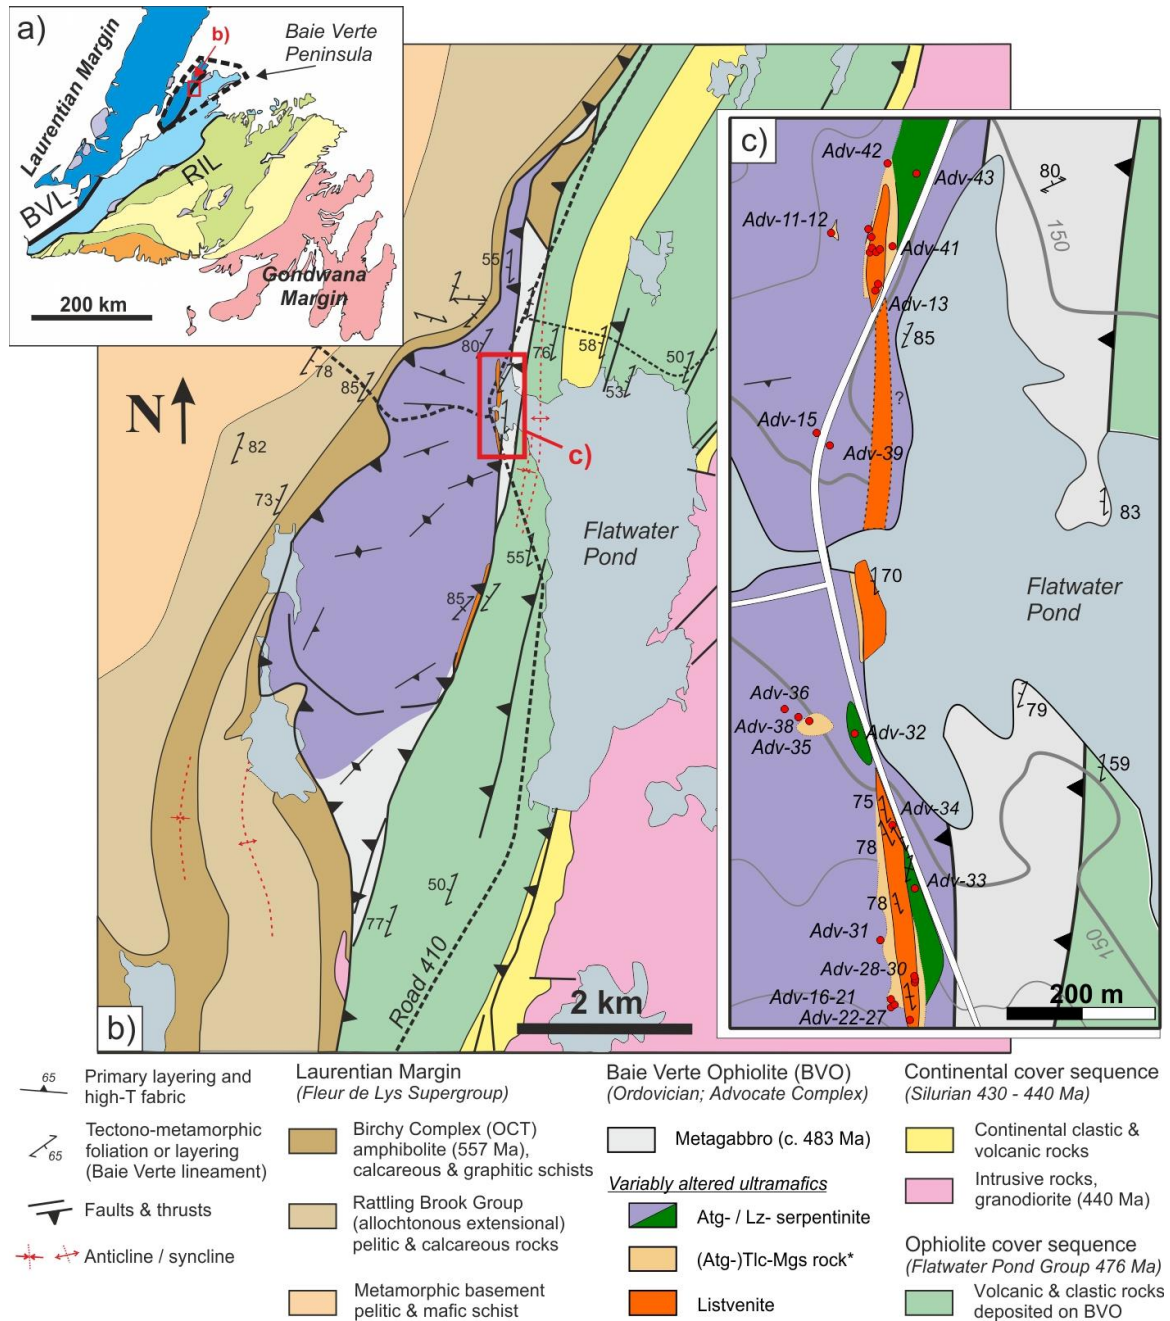 a)
b)
Baie Verte
Peninsula
Laurentian Margin
BVL
RIL
Gondwana
Margin
200 km
N
55
80
76
58
50
53
78
85
82
73
c)
Flatwater
Pond
55
85
50
77
Road 410
2 km
b)
c)
Adv-42
Adv-43
80
150
Adv-11-12
Adv-41
Adv-13
85
?
Adv-15
Adv-39
83
70
Flatwater
Pond
Adv-36
Adv-38
Adv-35
Adv-32
79
59
75
Adv-34
78
Adv-33
78
Adv-31
150
Adv-28-30
Adv-16-21
Adv-22-27
200 m
65
Primary layering and
high-T fabric
65
Tectono-metamorphic
foliation or layering
(Baie Verte lineament)
Faults & thrusts
Anticline / syncline
Laurentian Margin
(Fleur de Lys Supergroup)
Birchy Complex (OCT)
amphibolite (557 Ma),
calcareous & graphitic schists
Rattling Brook Group
(allochtonous extensional)
pelitic & calcareous rocks
Metamorphic basement
pelitic & mafic schist
Baie Verte Ophiolite (BVO)
(Ordovician; Advocate Complex)
Metagabbro (c. 483 Ma)
Variably altered ultramafics
Atg- / Lz- serpentinite
(Atg-)Tlc-Mgs rock*
Listvenite
Continental cover sequence
(Silurian 430 - 440 Ma)
Continental clastic &
volcanic rocks
Intrusive rocks,
granodiorite (440 Ma)
Ophiolite cover sequence
(Flatwater Pond Group 476 Ma)
Volcanic & clastic rocks
deposited on BVO